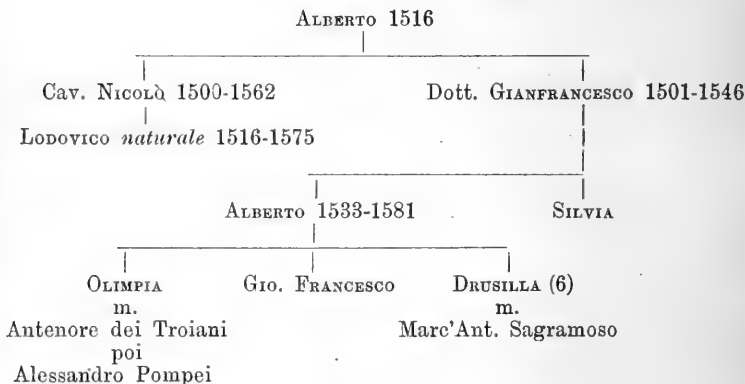 ALBERTO 1516
Cav. NICOLÒ 1500-1562 Dott. GIANFRANCESCO 1501-1546
LODOVICO naturale 1516-1575
ALBERTO 1533-1581 SILVIA
OLIMPIA GIO. FRANCESCO DRUSILLA (6)
m. m.
Antenore dei Troiani Marc'Ant. Sagramoso
poi
Alessandro Pompei